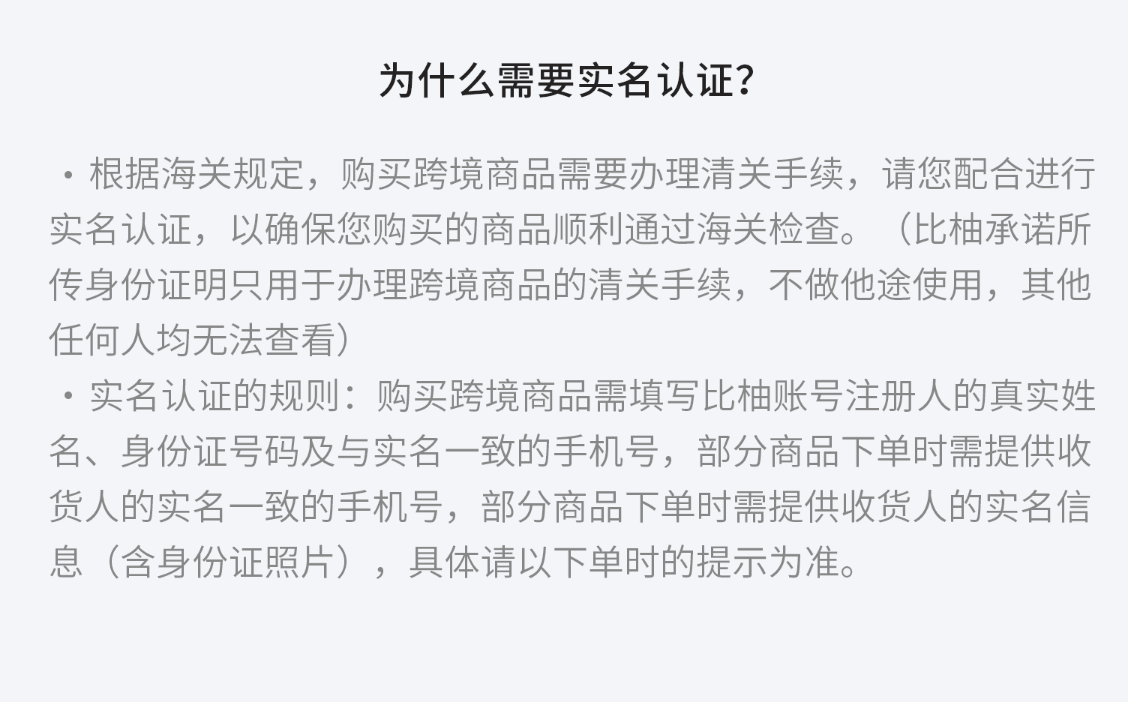 为什么需要实名认证？
・根据海关规定，购买跨境商品需要办理清关手续，请您配合进行
实名认证，以确保您购买的商品顺利通过海关检查。（比柚承诺所
传身份证明只用于办理跨境商品的清关手续，不做他途使用，其他
任何人均无法查看）
・实名认证的规则：购买跨境商品需填写比柚账号注册人的真实姓
名、身份证号码及与实名一致的手机号，部分商品下单时需提供收
货人的实名一致的手机号，部分商品下单时需提供收货人的实名信
息（含身份证照片），具体请以下单时的提示为准。